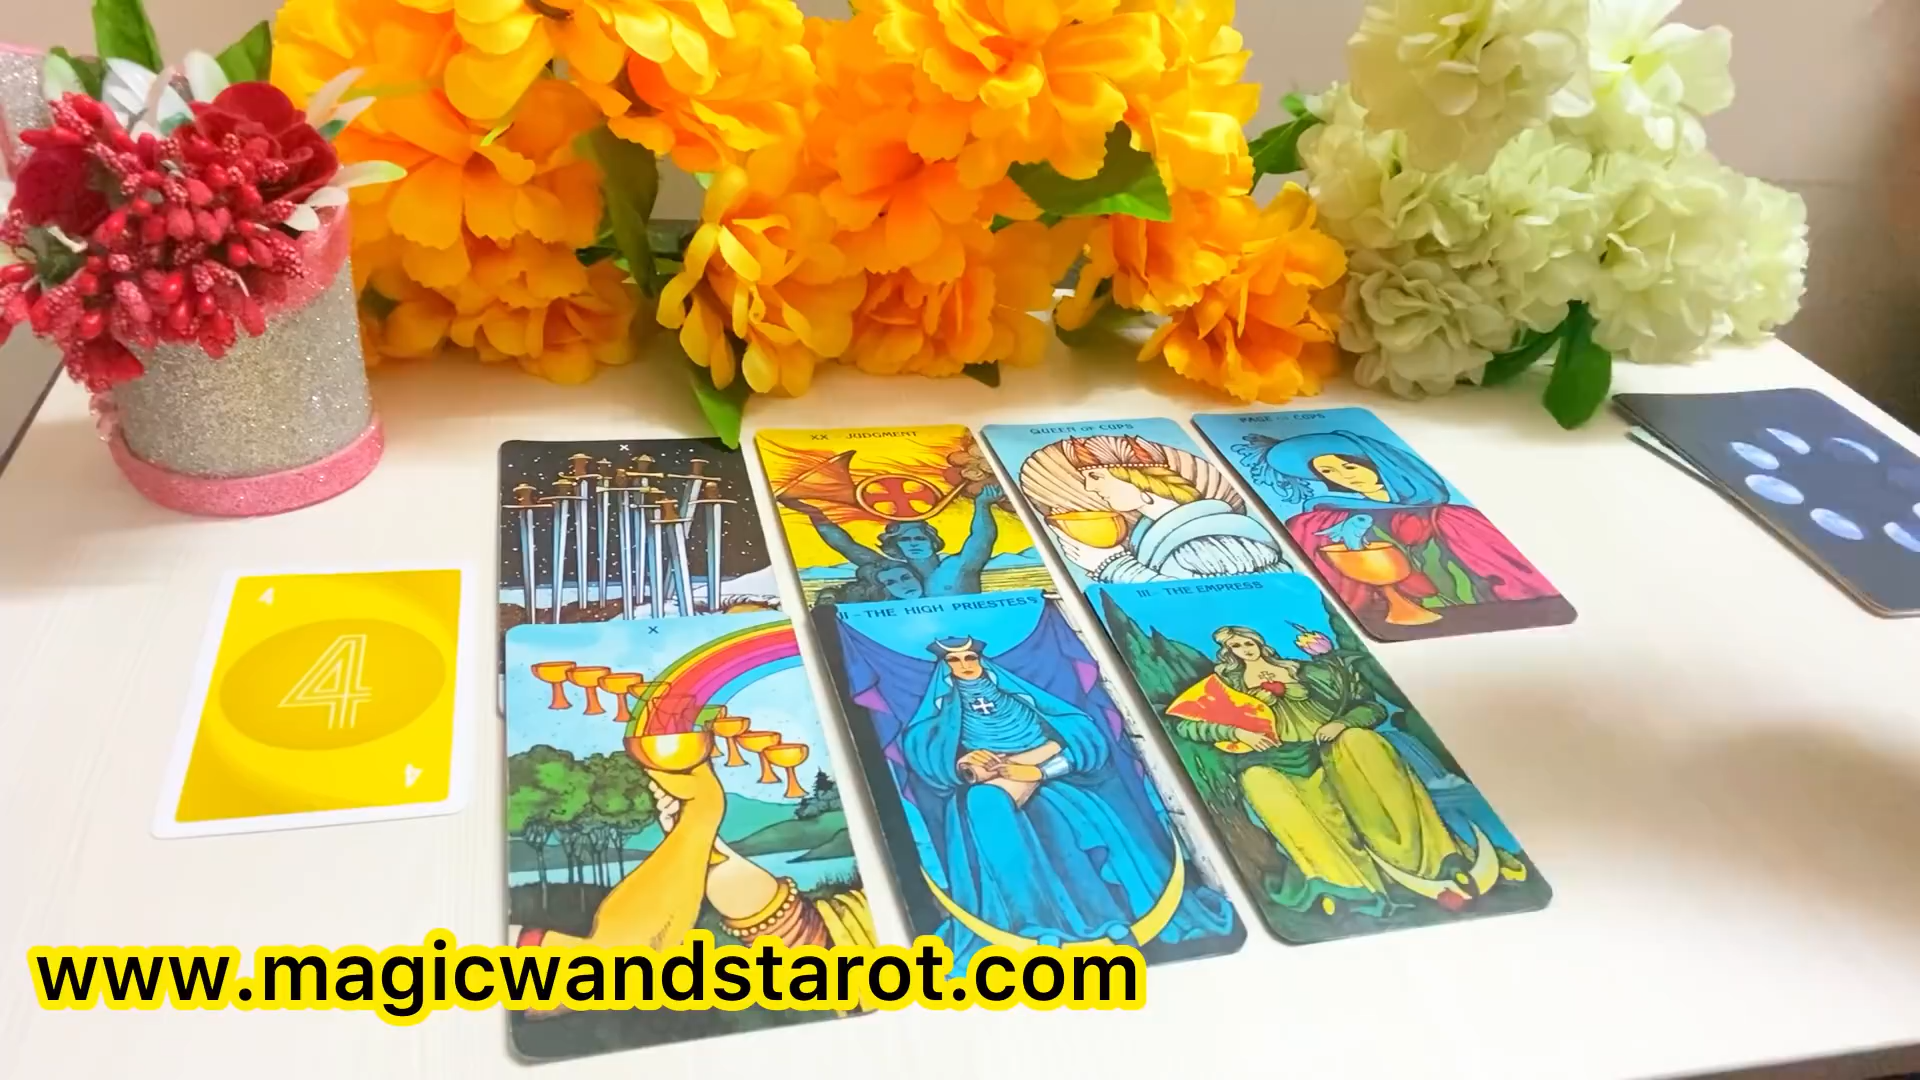 X
XX - JUDGMENT
QUEEN OF CUPS
PAGE OF CUPS
4
4
4
X
II - THE HIGH PRIESTESS
III - THE EMPRESS
www.magicwandstarot.com